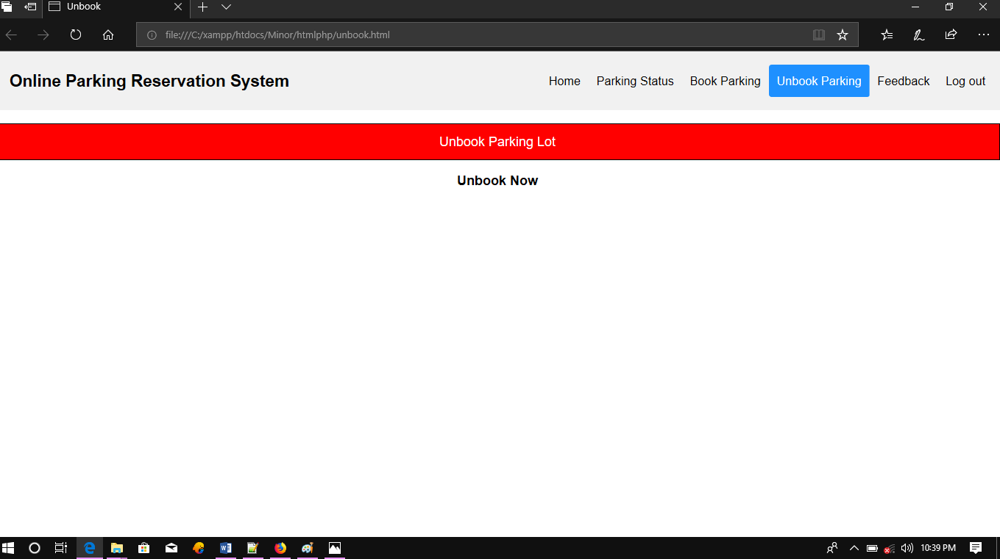 Unbook
file:///C:/xampp/htdocs/Minor/htmlphp/unbook.html
Online Parking Reservation System Home Parking Status Book Parking Unbook Parking Feedback Log out
Unbook Parking Lot
Unbook Now
10:39 PM